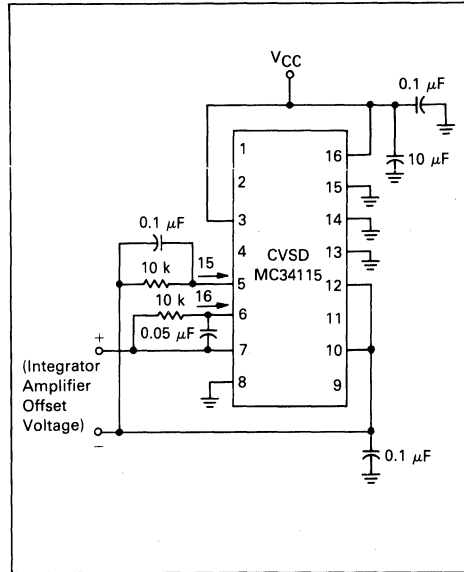 VCC
0.1 μF
10 μF
1
2
3
4
5
6
7
8
16
15
14
13
12
11
10
9
CVSD
MC34115
0.1 μF
10 k
15
10 k
16
0.05 μF
+
(Integrator
Amplifier
Offset
Voltage)
−
0.1 μF